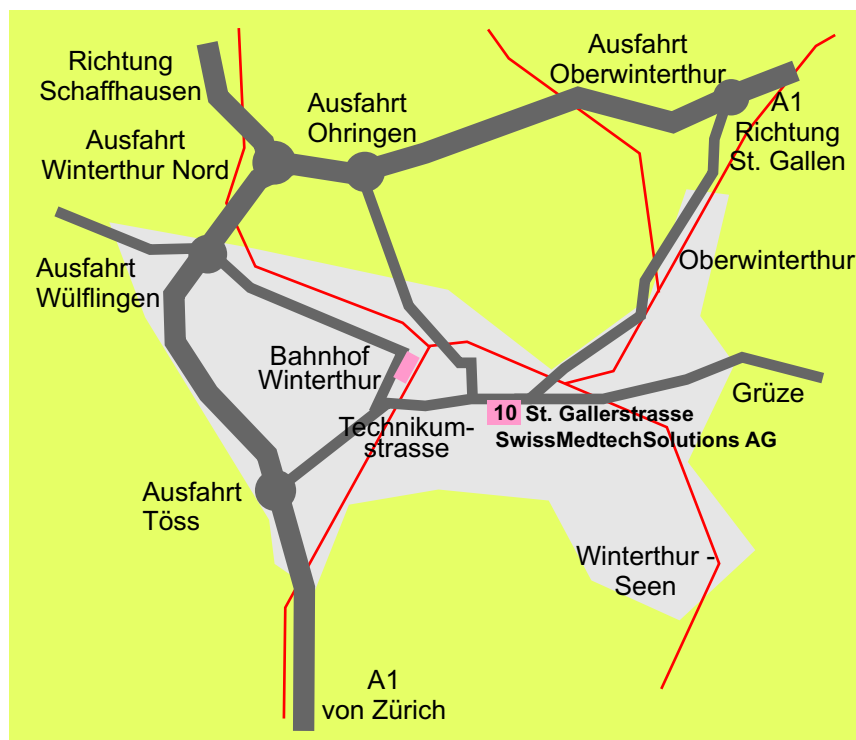 Richtung
Schaffhausen
Ausfahrt
Oberwinterthur
Ausfahrt
Ohringen
A1
Richtung
St. Gallen
Ausfahrt
Winterthur Nord
Ausfahrt
Wülflingen
Oberwinterthur
Bahnhof
Winterthur
Grüze
Technikum-
strasse
10 St. Gallerstrasse
SwissMedtechSolutions AG
Ausfahrt
Töss
Winterthur -
Seen
A1
von Zürich